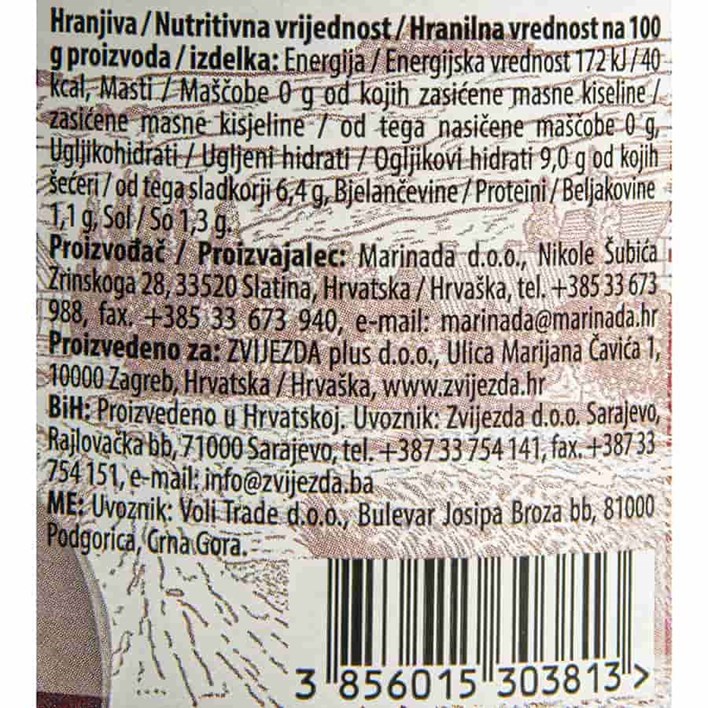 Hranjiva / Nutritivna vrijednost / Hranilna vrednost na 100
g proizvoda / izdelka: Energija / Energijska vrednost 172 kJ / 40
kcal, Masti / Maščobe 0 g od kojih zasićene masne kiseline /
zasićene masne kisjeline / od tega nasičene maščobe 0 g,
Ugljikohidrati / Ugljeni hidrati / Ogljikovi hidrati 9,0 g od kojih
šećeri / od tega sladkorji 6,4 g, Bjelančevine / Proteini / Beljakovine
1,1 g, Sol / So 1,3 g.
Proizvođač / Proizvajalec: Marinada d.o.o., Nikole Šubića
Zrinskoga 28, 33520 Slatina, Hrvatska / Hrvaška, tel. +385 33 673
988, fax. +385 33 673 940, e-mail: marinada@marinada.hr
Proizvedeno za: ZVIJEZDA plus d.o.o., Ulica Marijana Čavića 1,
10000 Zagreb, Hrvatska / Hrvaška, www.zvijezda.hr
BiH: Proizvedeno u Hrvatskoj. Uvoznik: Zvijezda d.o.o. Sarajevo,
Rajlovačka bb, 71000 Sarajevo, tel. +387 33 754 141, fax. +387 33
754 151, e-mail: info@zvijezda.ba
ME: Uvoznik: Voli Trade d.o.o., Bulevar Josipa Broza bb, 81000
Podgorica, Crna Gora.
3 856015 303813 >